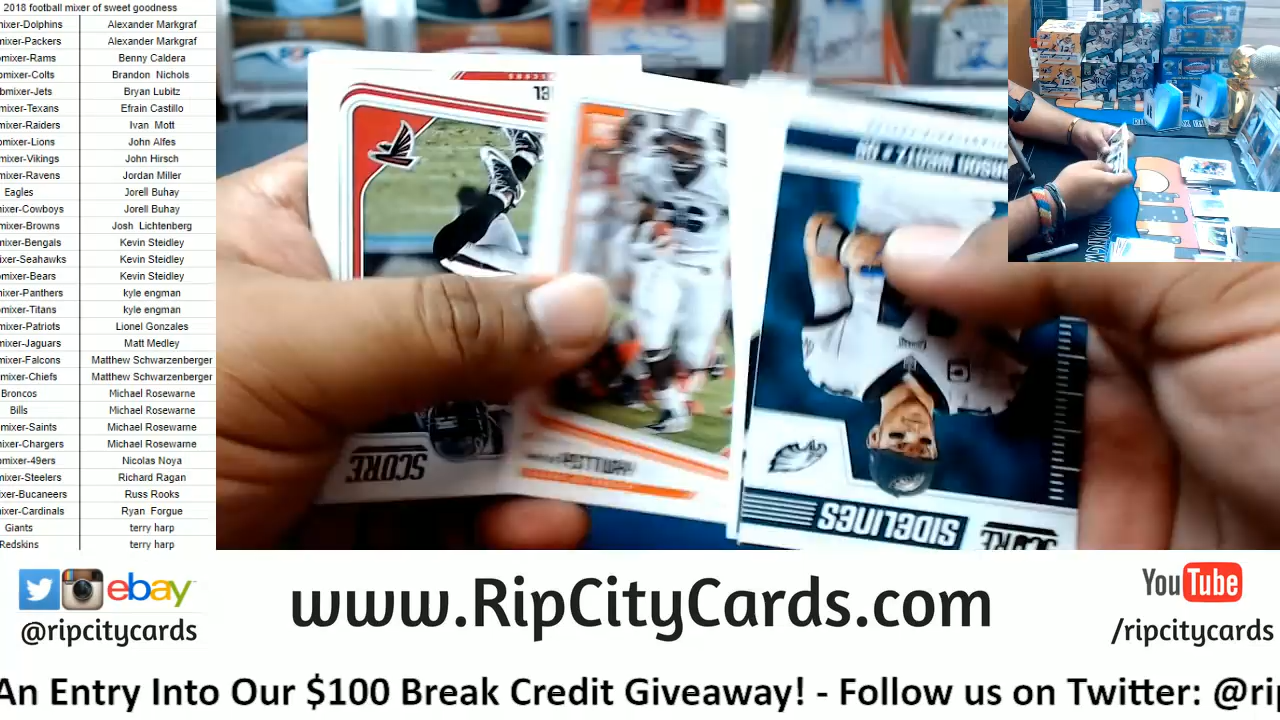 2018 football mixer of sweet goodness
mixer-Dolphins Alexander Markgraf
mixer-Packers Alexander Markgraf
mixer-Rams Benny Caldera
mixer-Colts Brandon Nichols
mixer-Jets Bryan Lubitz
mixer-Texans Efrain Castillo
mixer-Raiders Ivan Mott
mixer-Lions John Alfes
mixer-Vikings John Hirsch
mixer-Ravens Jordan Miller
Eagles Jorell Buhay
mixer-Cowboys Jorell Buhay
mixer-Browns Josh Lichtenberg
mixer-Bengals Kevin Steidley
mixer-Seahawks Kevin Steidley
mixer-Bears Kevin Steidley
mixer-Panthers kyle engman
mixer-Titans kyle engman
mixer-Patriots Lionel Gonzales
mixer-Jaguars Matt Medley
mixer-Falcons Matthew Schwarzenberger
mixer-Chiefs Matthew Schwarzenberger
Broncos Michael Rosewarne
Bills Michael Rosewarne
mixer-Saints Michael Rosewarne
mixer-Chargers Michael Rosewarne
mixer-49ers Nicolas Noya
mixer-Steelers Richard Ragan
mixer-Bucaneers Russ Rooks
mixer-Cardinals Ryan Forgue
Giants terry harp
Redskins terry harp
SCORE
SIDELINES
SCORE
ebay
@ripcitycards
www.RipCityCards.com
YouTube
/ripcitycards
An Entry Into Our $100 Break Credit Giveaway! - Follow us on Twitter: @rip